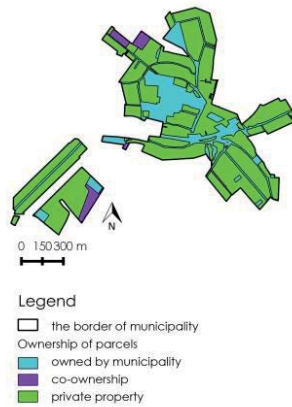 N
0 150 300 m
Legend
the border of municipality
Ownership of parcels
owned by municipality
co-ownership
private property